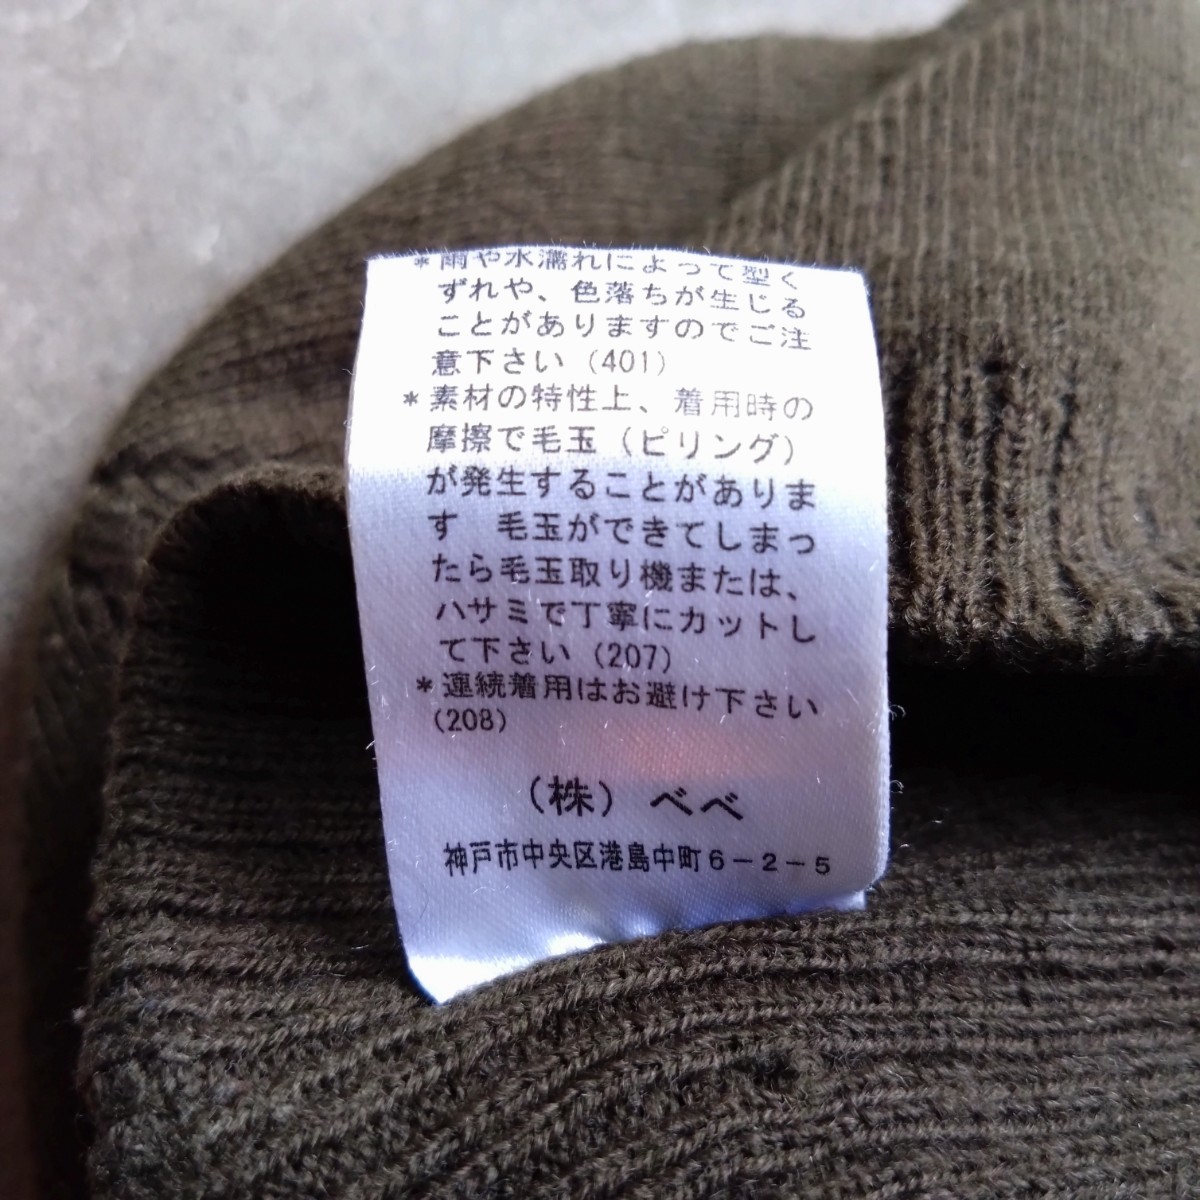 *雨や水濡れによって型く
ずれや、色落ちが生じる
ことがありますのでご注
意下さい(401)
*素材の特性上、着用時の
摩擦で毛玉(ピリング)
が発生することがありま
す 毛玉ができてしまっ
たら毛玉取り機または、
ハサミで丁寧にカットし
て下さい(207)
*連続着用はお避け下さい
(208)
(株) べべ
神戸市中央区港島中町6-2-5